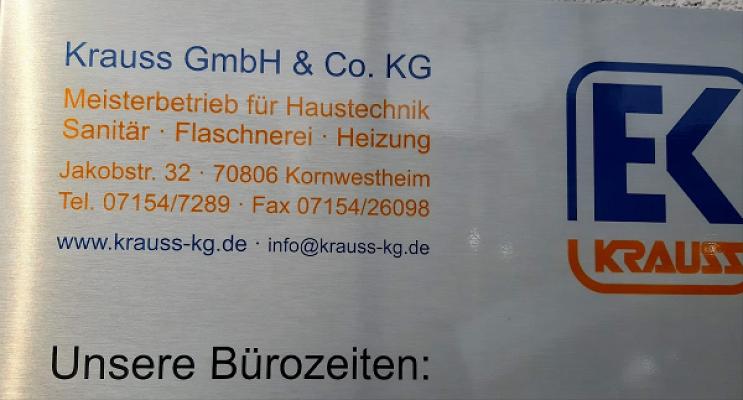 Krauss GmbH & Co. KG
Meisterbetrieb für Haustechnik
Sanitär · Flaschnerei · Heizung
Jakobstr. 32 · 70806 Kornwestheim
Tel. 07154/7289 · Fax 07154/26098
www.krauss-kg.de · info@krauss-kg.de
EK
KRAUSS
Unsere Bürozeiten: